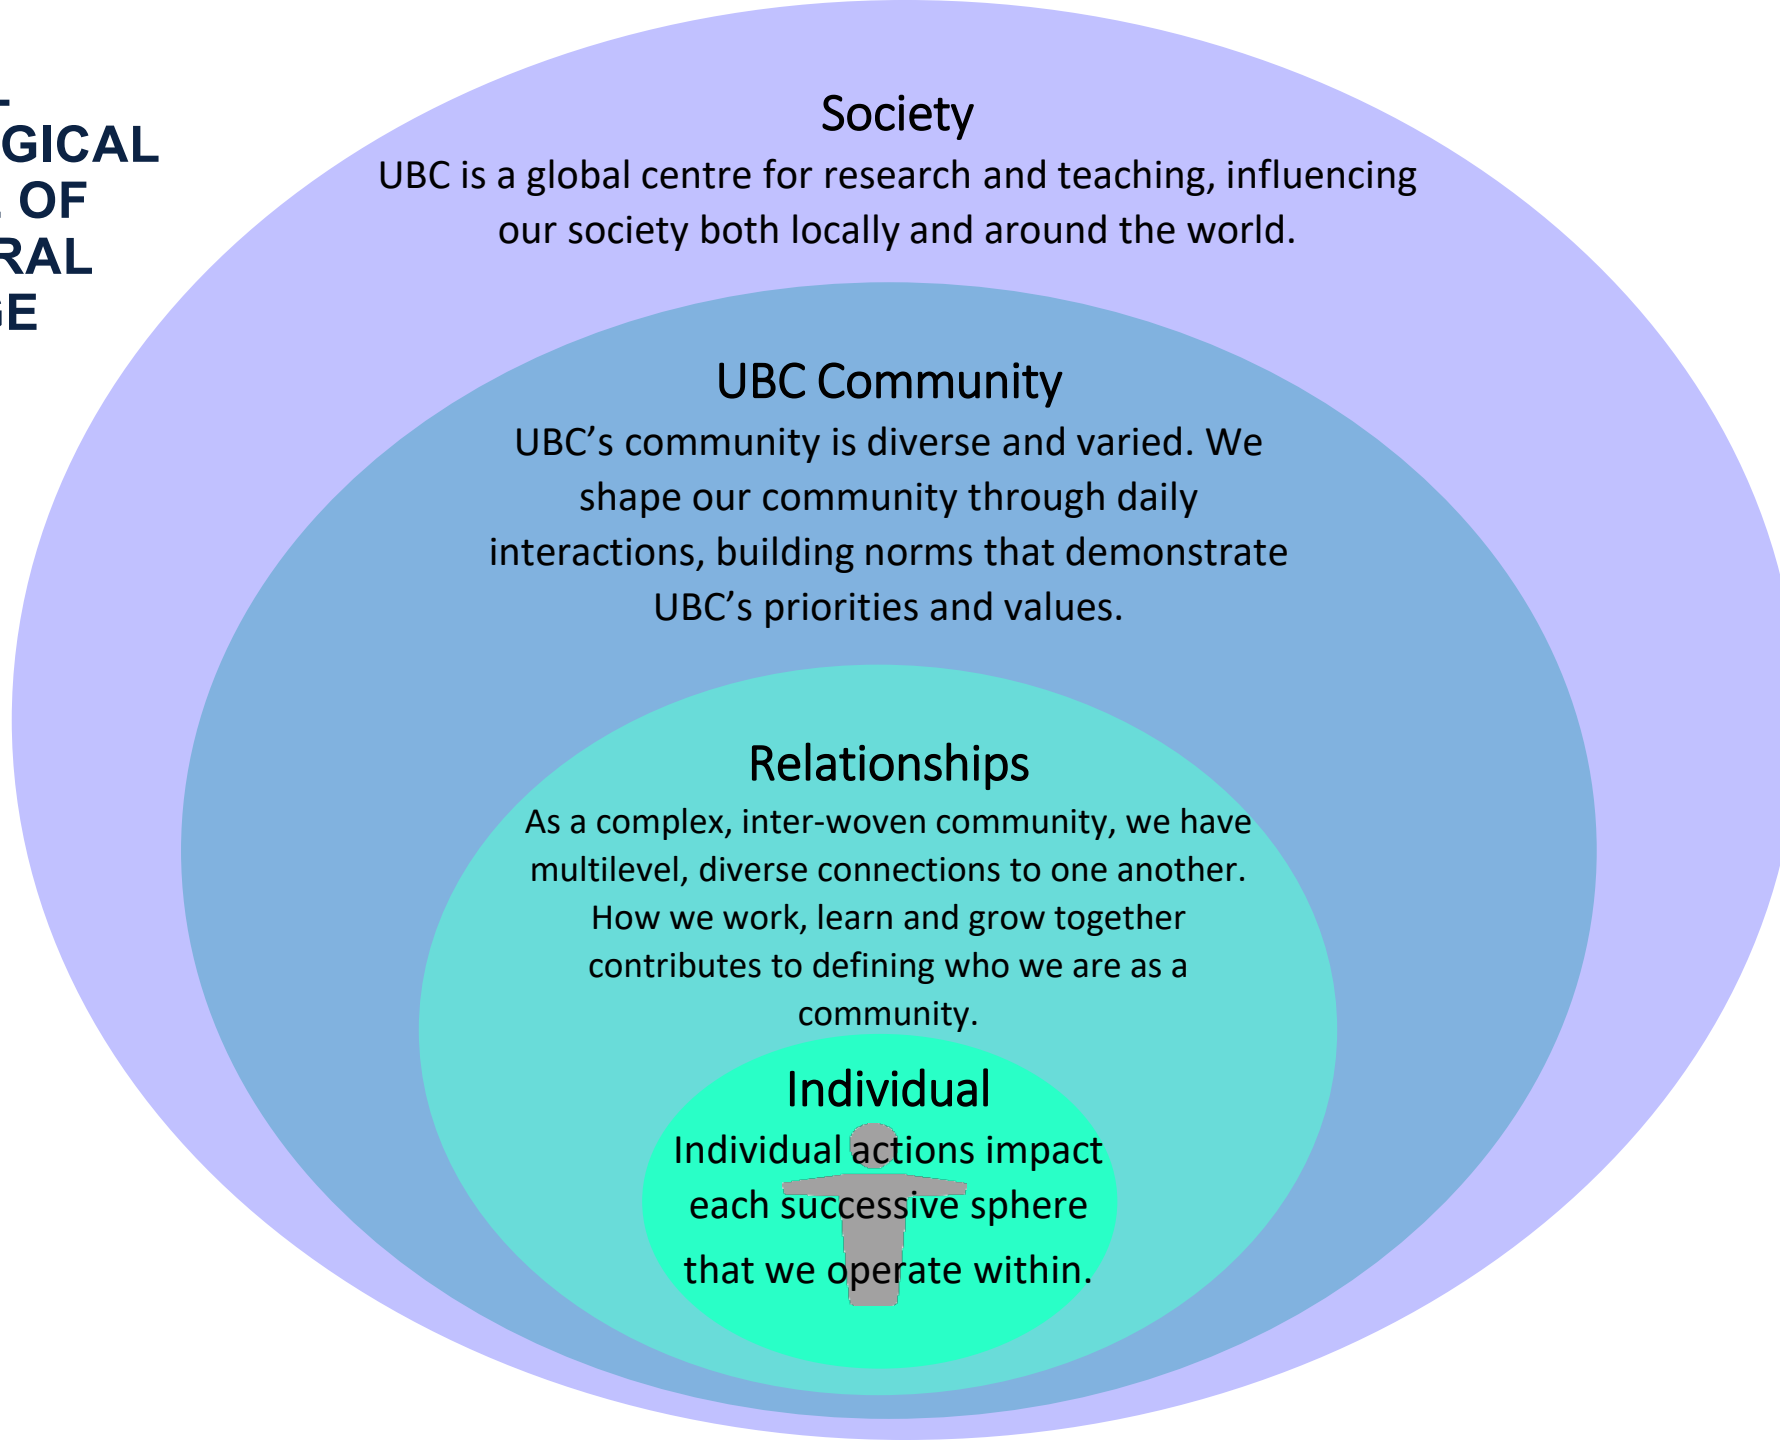 GICAL
OF
RAL
GE
Society
UBC is a global centre for research and teaching, influencing
our society both locally and around the world.
UBC Community
UBC’s community is diverse and varied. We
shape our community through daily
interactions, building norms that demonstrate
UBC’s priorities and values.
Relationships
As a complex, inter-woven community, we have
multilevel, diverse connections to one another.
How we work, learn and grow together
contributes to defining who we are as a
community.
Individual
Individual actions impact
each successive sphere
that we operate within.